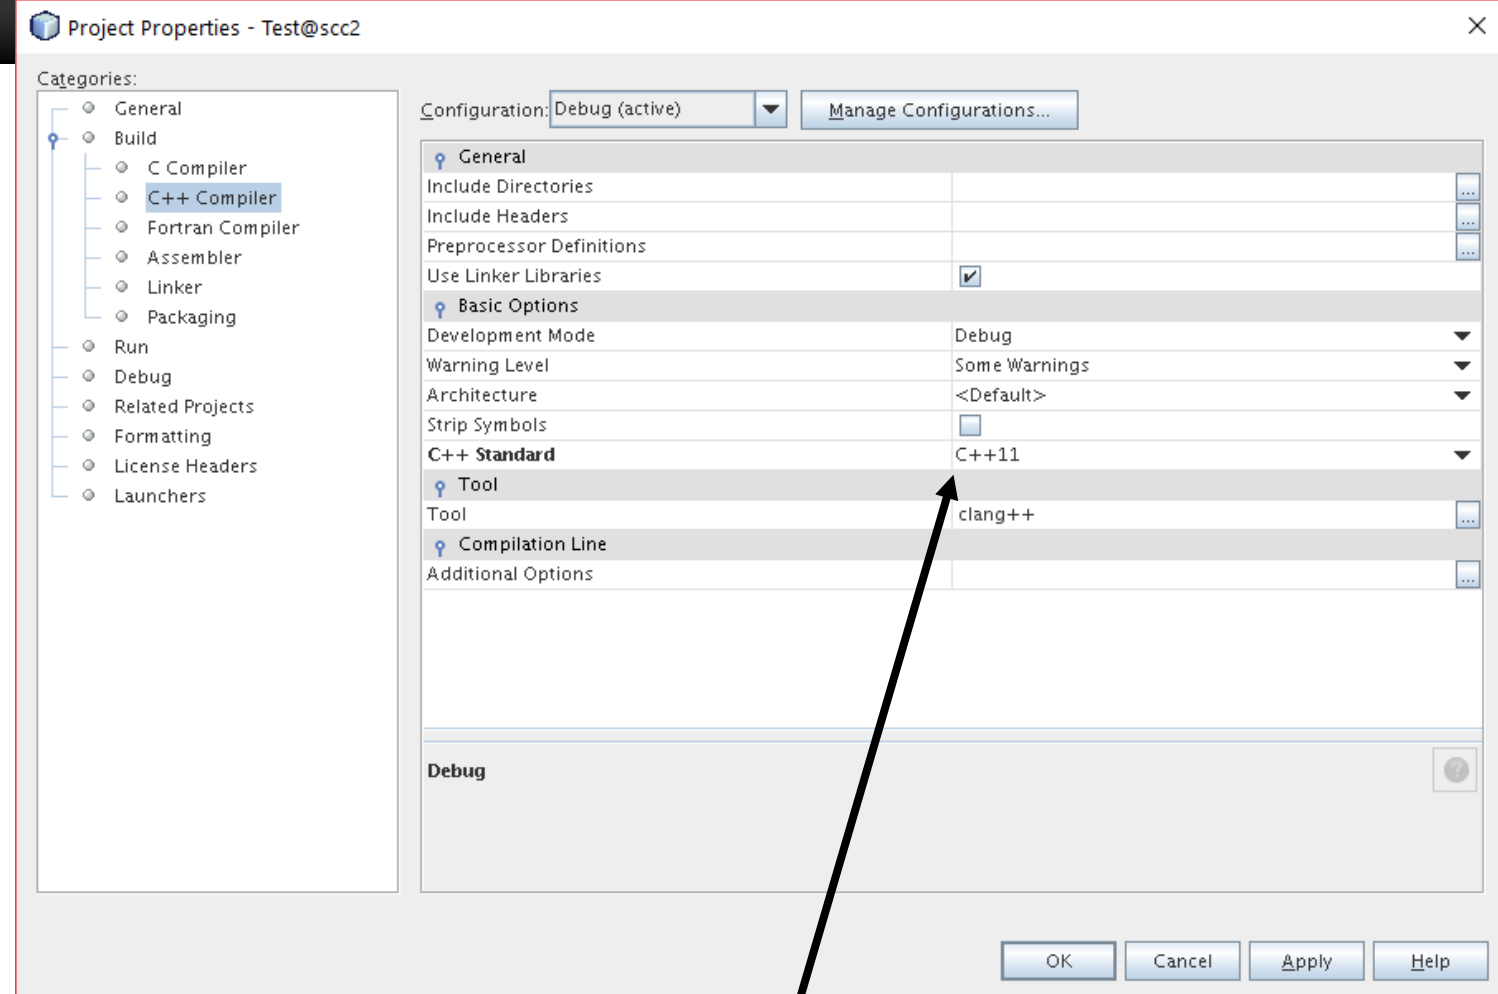 Project Properties - Test@scc2
Categories:
General
Build
C Compiler
C++ Compiler
Fortran Compiler
Assembler
Linker
Packaging
Run
Debug
Related Projects
Formatting
License Headers
Launchers
Configuration: Debug (active) Manage Configurations...
General
Include Directories ...
Include Headers ...
Preprocessor Definitions ...
Use Linker Libraries
Basic Options
Development Mode Debug
Warning Level Some Warnings
Architecture <Default>
Strip Symbols
C++ Standard C++11
Tool
Tool clang++ ...
Compilation Line
Additional Options ...
Debug ?
OK Cancel Apply Help